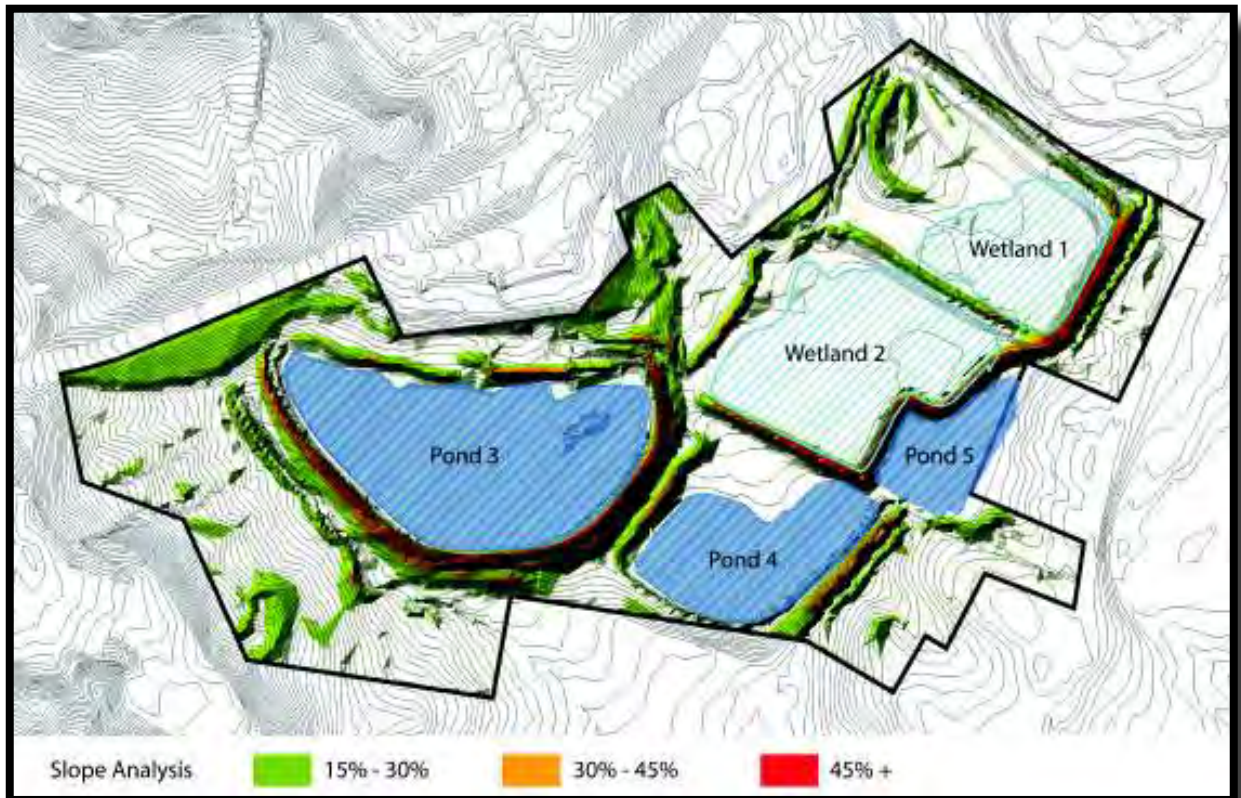 Wetland 1
Wetland 2
Pond 3
Pond 5
Pond 4
Slope Analysis 15% - 30% 30% - 45% 45% +